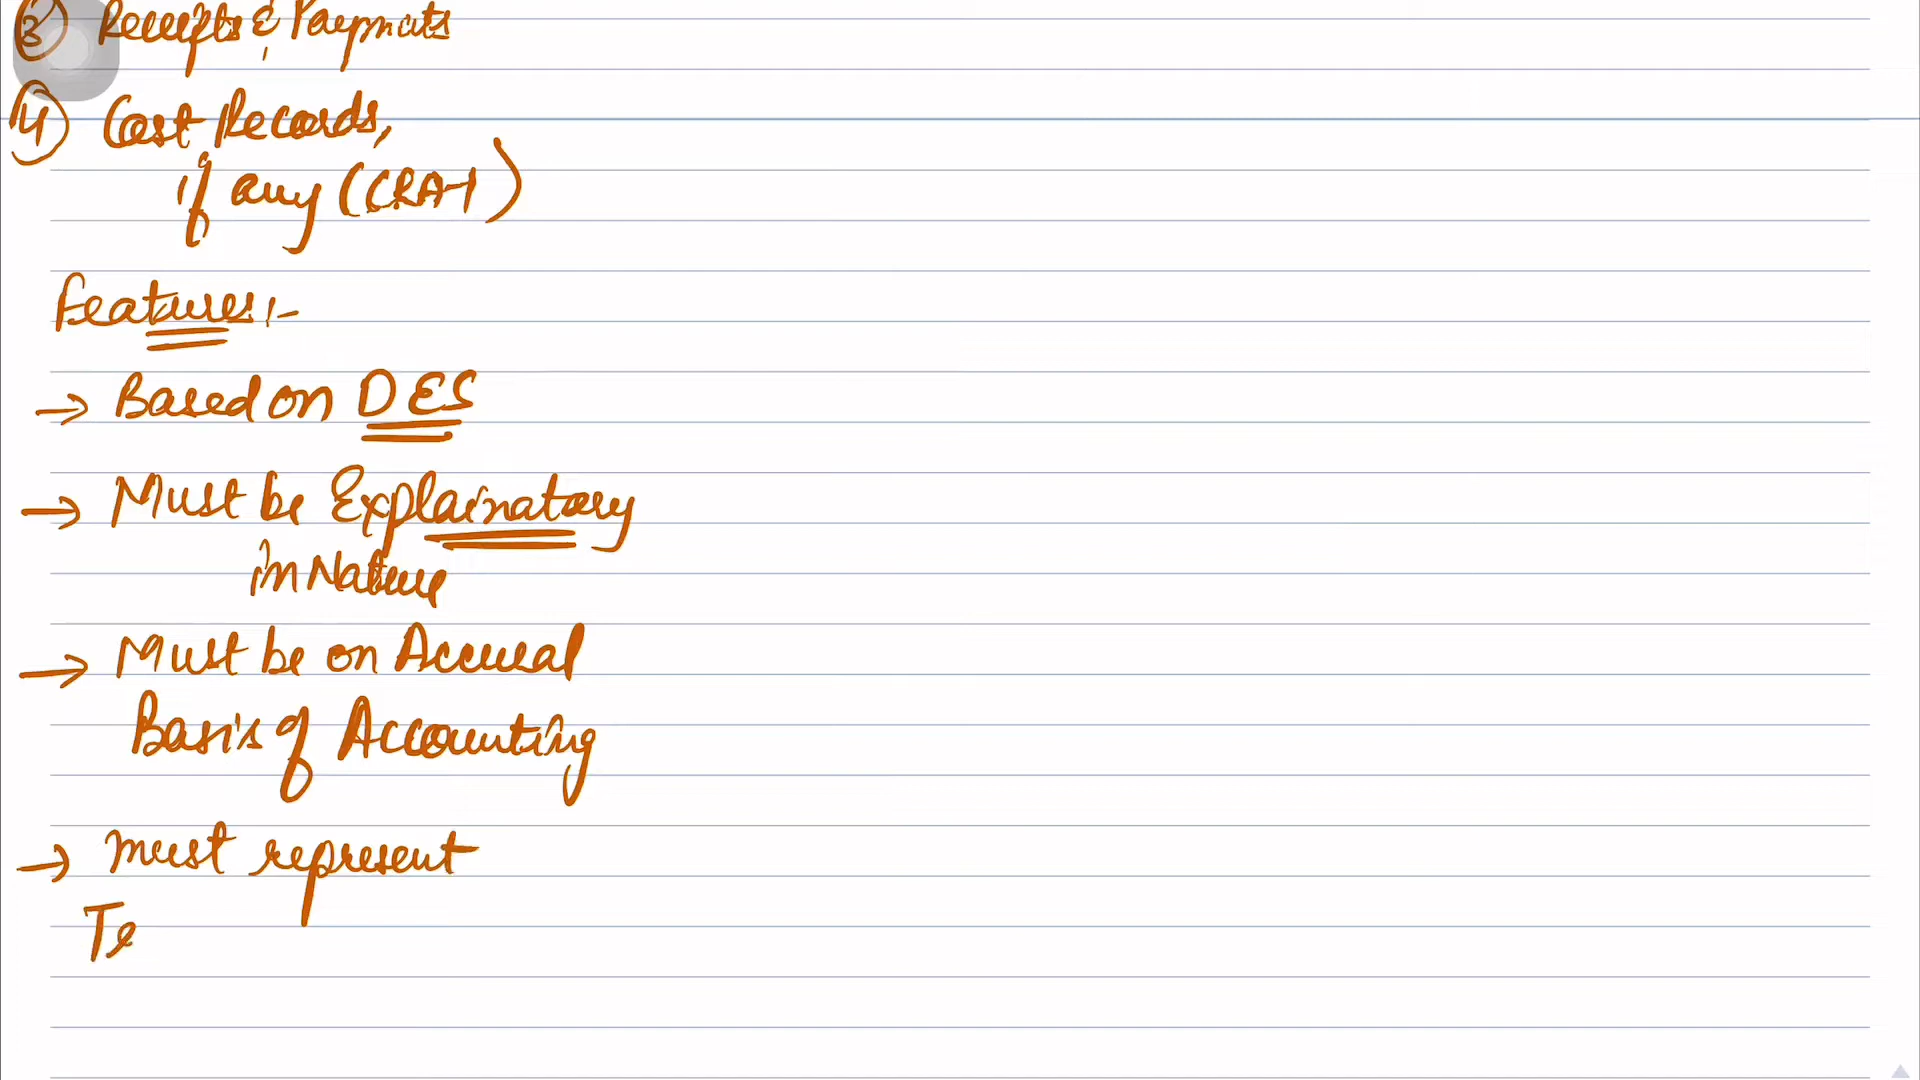 3 Receipts & Payments
4 Cost Records,
if any (CRA-1)
Features:-
→ Based on DES
→ Must be Explainatory
in Nature
→ Must be on Accural
Basis of Accounting
→ must represent